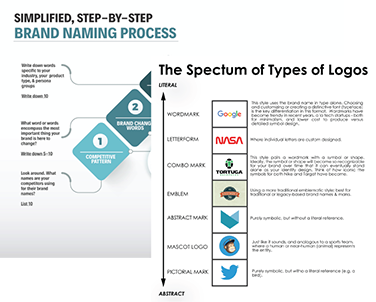 SIMPLIFIED, STEP-BY-STEP
BRAND NAMING PROCESS
Write down words
specific to your
industry, your product
type, & persona
groups
Write down 10
What word or words
encompass the most
important thing your
brand is here to
change?
Write down 5-10
Look around. What
names are your
competitors using
for their brand
names?
List 10
2
BRAND CHANG
WORDS
1
COMPETITIVE
PATTERN
The Spectum of Types of Logos
LITERAL
WORDMARK
Google
This style uses the brand name in type alone. Choosing
and customizing or creating a distinctive font (typeface)
is the key differentiation in the format. Wordmarks have
become trends in recent years, a la tech startups - both
for minimalism, and lower cost to produce versus
detailed symbol design.
LETTERFORM
NASA
Where individual letters are custom designed.
COMBO MARK
TORTUGA
This style pairs a wordmark with a symbol or shape.
Ideally, the symbol or shape will become so recognizable
for your brand over time that it can eventually stand
alone as your identity design. Think of how iconic the
symbols for both Nike and Target have become.
EMBLEM
Using a more traditional emblematic style; best for
traditional or legacy-based brand names & marks.
ABSTRACT MARK
Purely symbolic, but without a literal reference.
MASCOT LOGO
Just like it sounds, and analogous to a sports team,
where a human or near-human (animal) represents
the entity.
PICTORIAL MARK
Purely symbolic, but with a literal reference (e.g. a
bird).
ABSTRACT